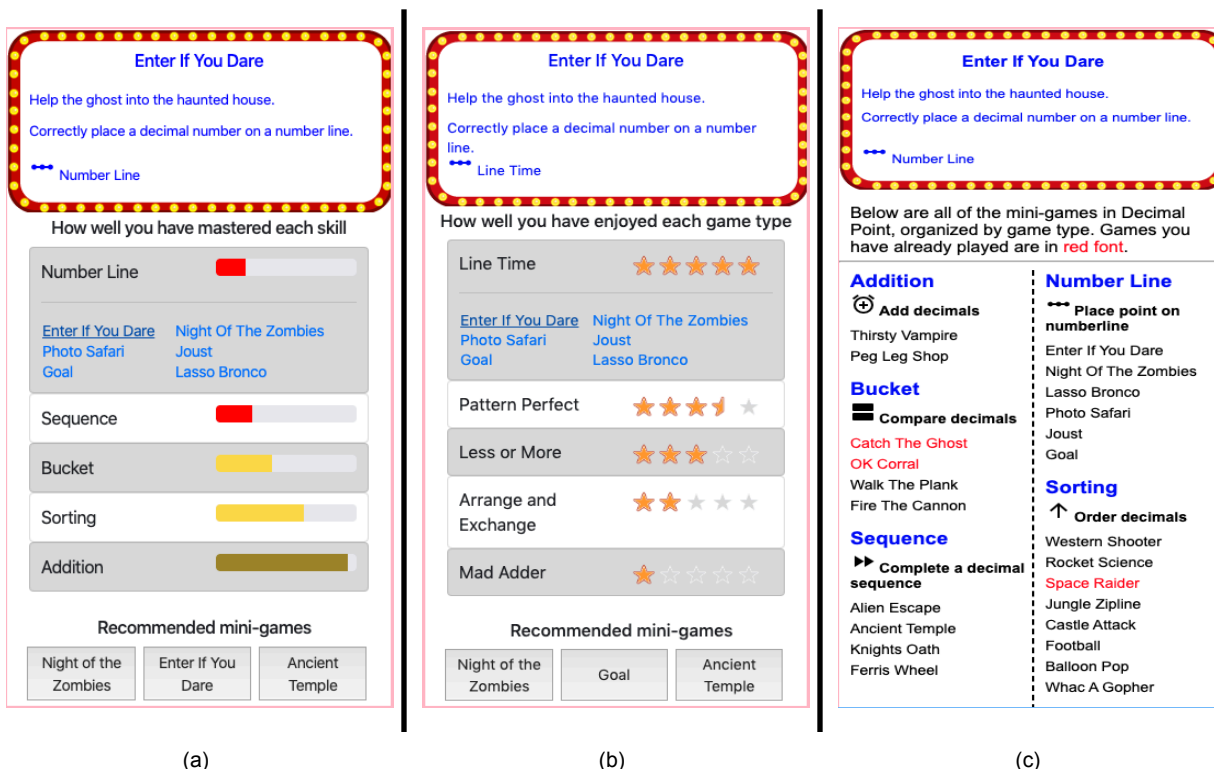 Enter If You Dare
Help the ghost into the haunted house.
Correctly place a decimal number on a number line.
Number Line
How well you have mastered each skill
Number Line
Enter If You Dare Night Of The Zombies
Photo Safari Joust
Goal Lasso Bronco
Sequence
Bucket
Sorting
Addition
Recommended mini-games
Night of the Enter If You Ancient
Zombies Dare Temple
(a)
Enter If You Dare
Help the ghost into the haunted house.
Correctly place a decimal number on a number
line.
Line Time
How well you have enjoyed each game type
Line Time
Enter If You Dare Night Of The Zombies
Photo Safari Joust
Goal Lasso Bronco
Pattern Perfect
Less or More
Arrange and
Exchange
Mad Adder
Recommended mini-games
Night of the Goal Ancient
Zombies Temple
(b)
Enter If You Dare
Help the ghost into the haunted house.
Correctly place a decimal number on a number line.
Number Line
Below are all of the mini-games in Decimal
Point, organized by game type. Games you
have already played are in red font.
Addition
Add decimals
Thirsty Vampire
Peg Leg Shop
Bucket
Compare decimals
Catch The Ghost
OK Corral
Walk The Plank
Fire The Cannon
Sequence
Complete a decimal
sequence
Alien Escape
Ancient Temple
Knights Oath
Ferris Wheel
Number Line
Place point on
numberline
Enter If You Dare
Night Of The Zombies
Lasso Bronco
Photo Safari
Joust
Goal
Sorting
Order decimals
Western Shooter
Rocket Science
Space Raider
Jungle Zipline
Castle Attack
Football
Balloon Pop
Whac A Gopher
(c)